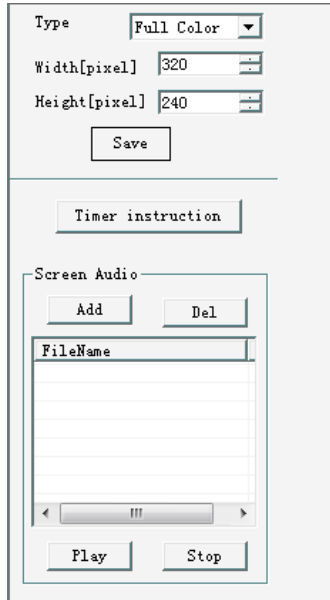 Type Full Color
Width[pixel] 320
Height[pixel] 240
Save
Timer instruction
Screen Audio
Add Del
FileName
Play Stop